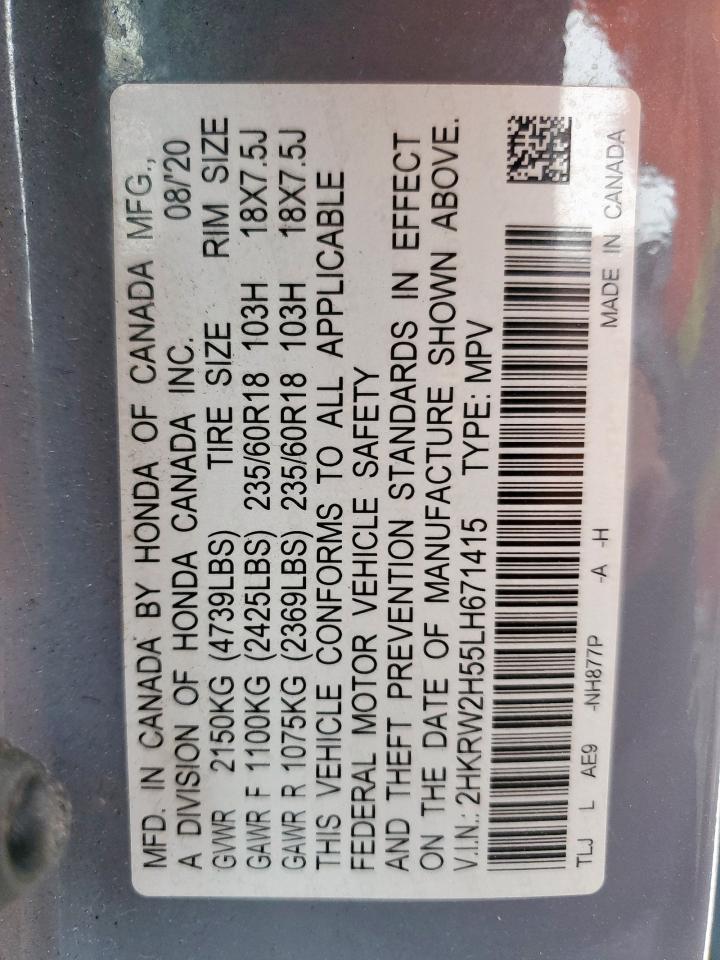 MFD. IN CANADA BY HONDA OF CANADA MFG.,
A DIVISION OF HONDA CANADA INC. 08/'20
GVWR 2150KG (4739LBS) TIRE SIZE RIM SIZE
GAWR F 1100KG (2425LBS) 235/60R18 103H 18X7.5J
GAWR R 1075KG (2369LBS) 235/60R18 103H 18X7.5J
THIS VEHICLE CONFORMS TO ALL APPLICABLE
FEDERAL MOTOR VEHICLE SAFETY
AND THEFT PREVENTION STANDARDS IN EFFECT
ON THE DATE OF MANUFACTURE SHOWN ABOVE.
V.I.N.: 2HKRW2H55LH671415 TYPE: MPV
TLJ L AE9 -NH877P -A -H MADE IN CANADA